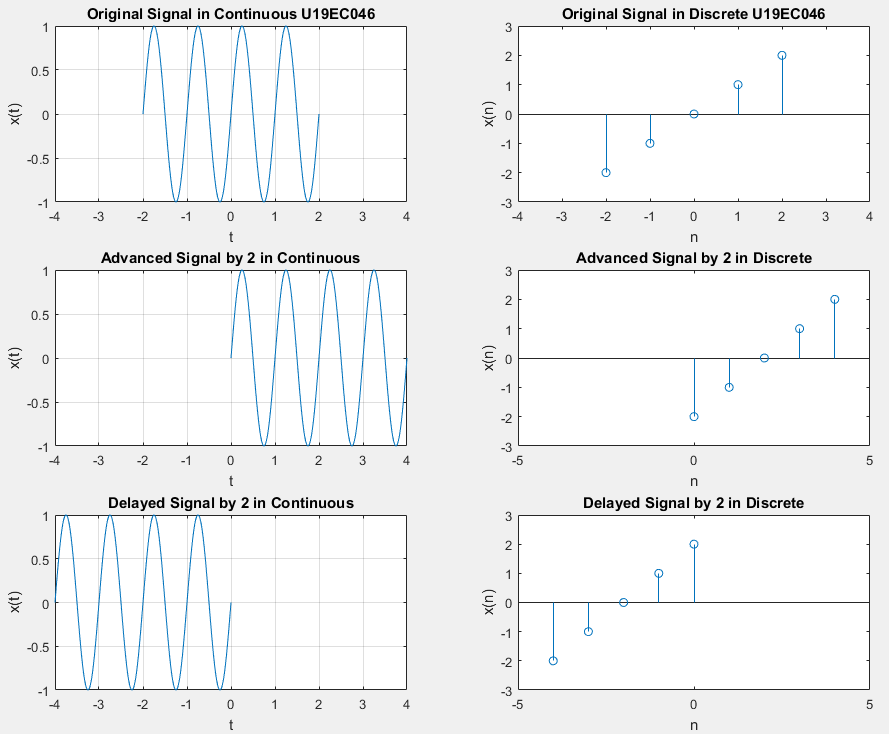 Original Signal in Continuous U19EC046
1
0.5
0
-0.5
-1
x(t)
-4 -3 -2 -1 0 1 2 3 4
t
Original Signal in Discrete U19EC046
3
2
1
0
-1
-2
-3
x(n)
-4 -3 -2 -1 0 1 2 3 4
n
Advanced Signal by 2 in Continuous
1
0.5
0
-0.5
-1
x(t)
-4 -3 -2 -1 0 1 2 3 4
t
Advanced Signal by 2 in Discrete
3
2
1
0
-1
-2
-3
x(n)
-5 0 5
n
Delayed Signal by 2 in Continuous
1
0.5
0
-0.5
-1
x(t)
-4 -3 -2 -1 0 1 2 3 4
t
Delayed Signal by 2 in Discrete
3
2
1
0
-1
-2
-3
x(n)
-5 0 5
n